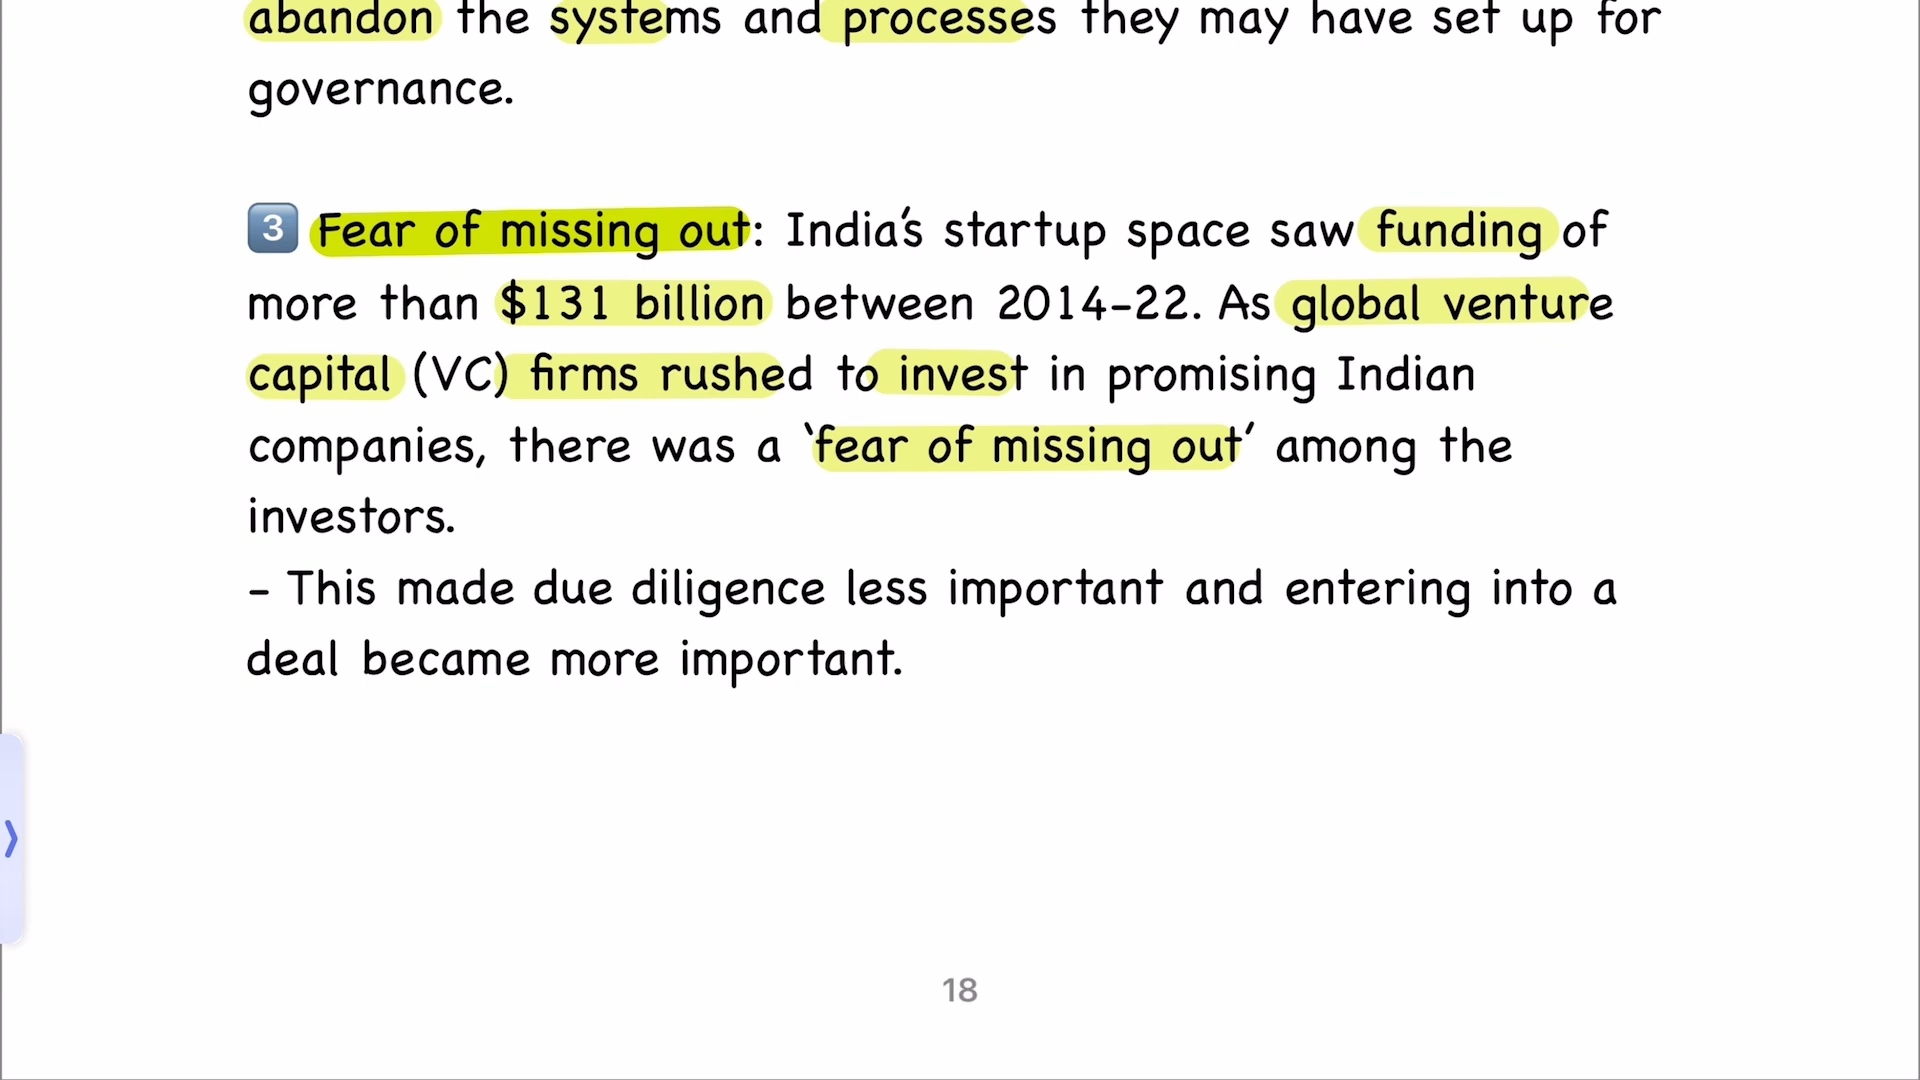 abandon the systems and processes they may have set up for
governance.
3 Fear of missing out: India's startup space saw funding of
more than $131 billion between 2014-22. As global venture
capital (VC) firms rushed to invest in promising Indian
companies, there was a ‘fear of missing out’ among the
investors.
- This made due diligence less important and entering into a
deal became more important.
18